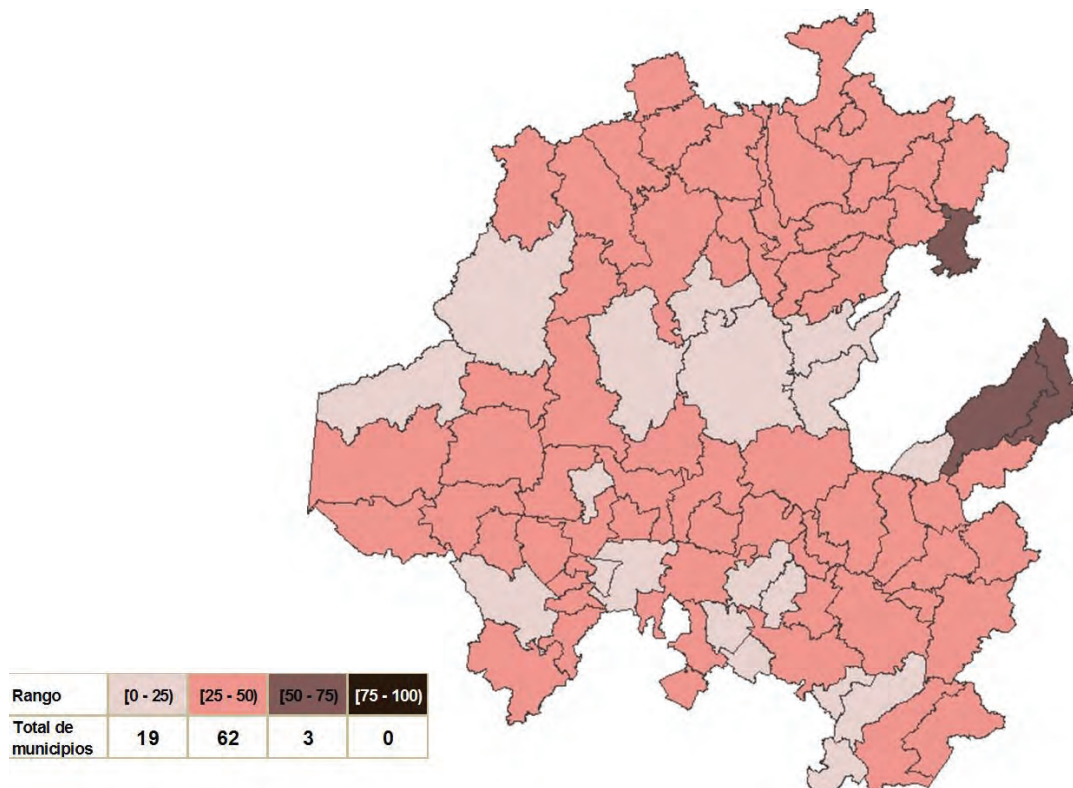 Rango [0 - 25) [25 - 50) [50 - 75) [75 - 100)
Total de
municipios 19 62 3 0